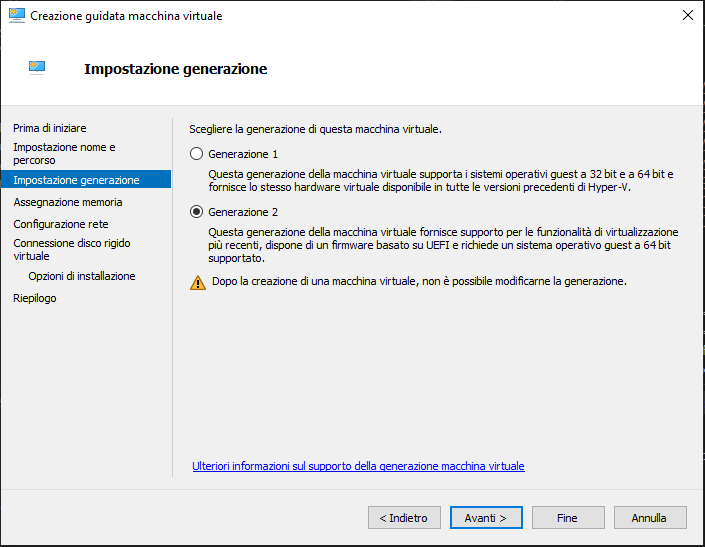 Creazione guidata macchina virtuale
Impostazione generazione
Prima di iniziare
Impostazione nome e
percorso
Impostazione generazione
Assegnazione memoria
Configurazione rete
Connessione disco rigido
virtuale
Opzioni di installazione
Riepilogo
Scegliere la generazione di questa macchina virtuale.
Generazione 1
Questa generazione della macchina virtuale supporta i sistemi operativi guest a 32 bit e a 64 bit e
fornisce lo stesso hardware virtuale disponibile in tutte le versioni precedenti di Hyper-V.
Generazione 2
Questa generazione della macchina virtuale fornisce supporto per le funzionalità di virtualizzazione
più recenti, dispone di un firmware basato su UEFI e richiede un sistema operativo guest a 64 bit
supportato.
Dopo la creazione di una macchina virtuale, non è possibile modificarne la generazione.
Ulteriori informazioni sul supporto della generazione macchina virtuale
< Indietro
Avanti >
Fine
Annulla